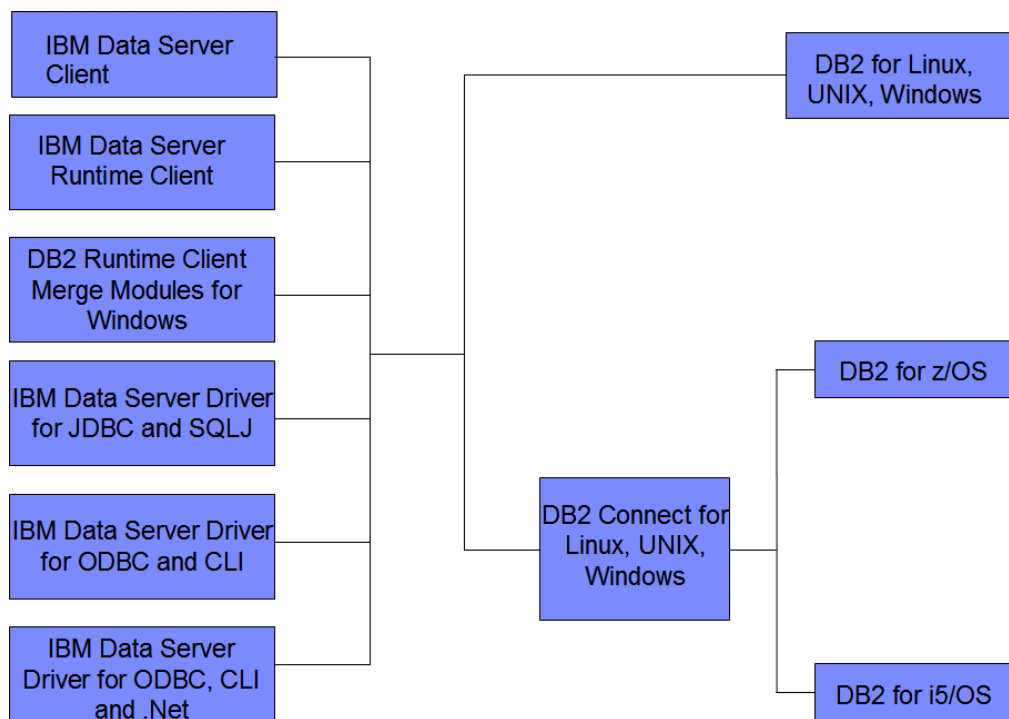 IBM Data Server
Client
IBM Data Server
Runtime Client
DB2 Runtime Client
Merge Modules for
Windows
IBM Data Server Driver
for JDBC and SQLJ
IBM Data Server Driver
for ODBC and CLI
IBM Data Server
Driver for ODBC, CLI
and .Net
DB2 for Linux,
UNIX, Windows
DB2 Connect for
Linux, UNIX,
Windows
DB2 for z/OS
DB2 for i5/OS